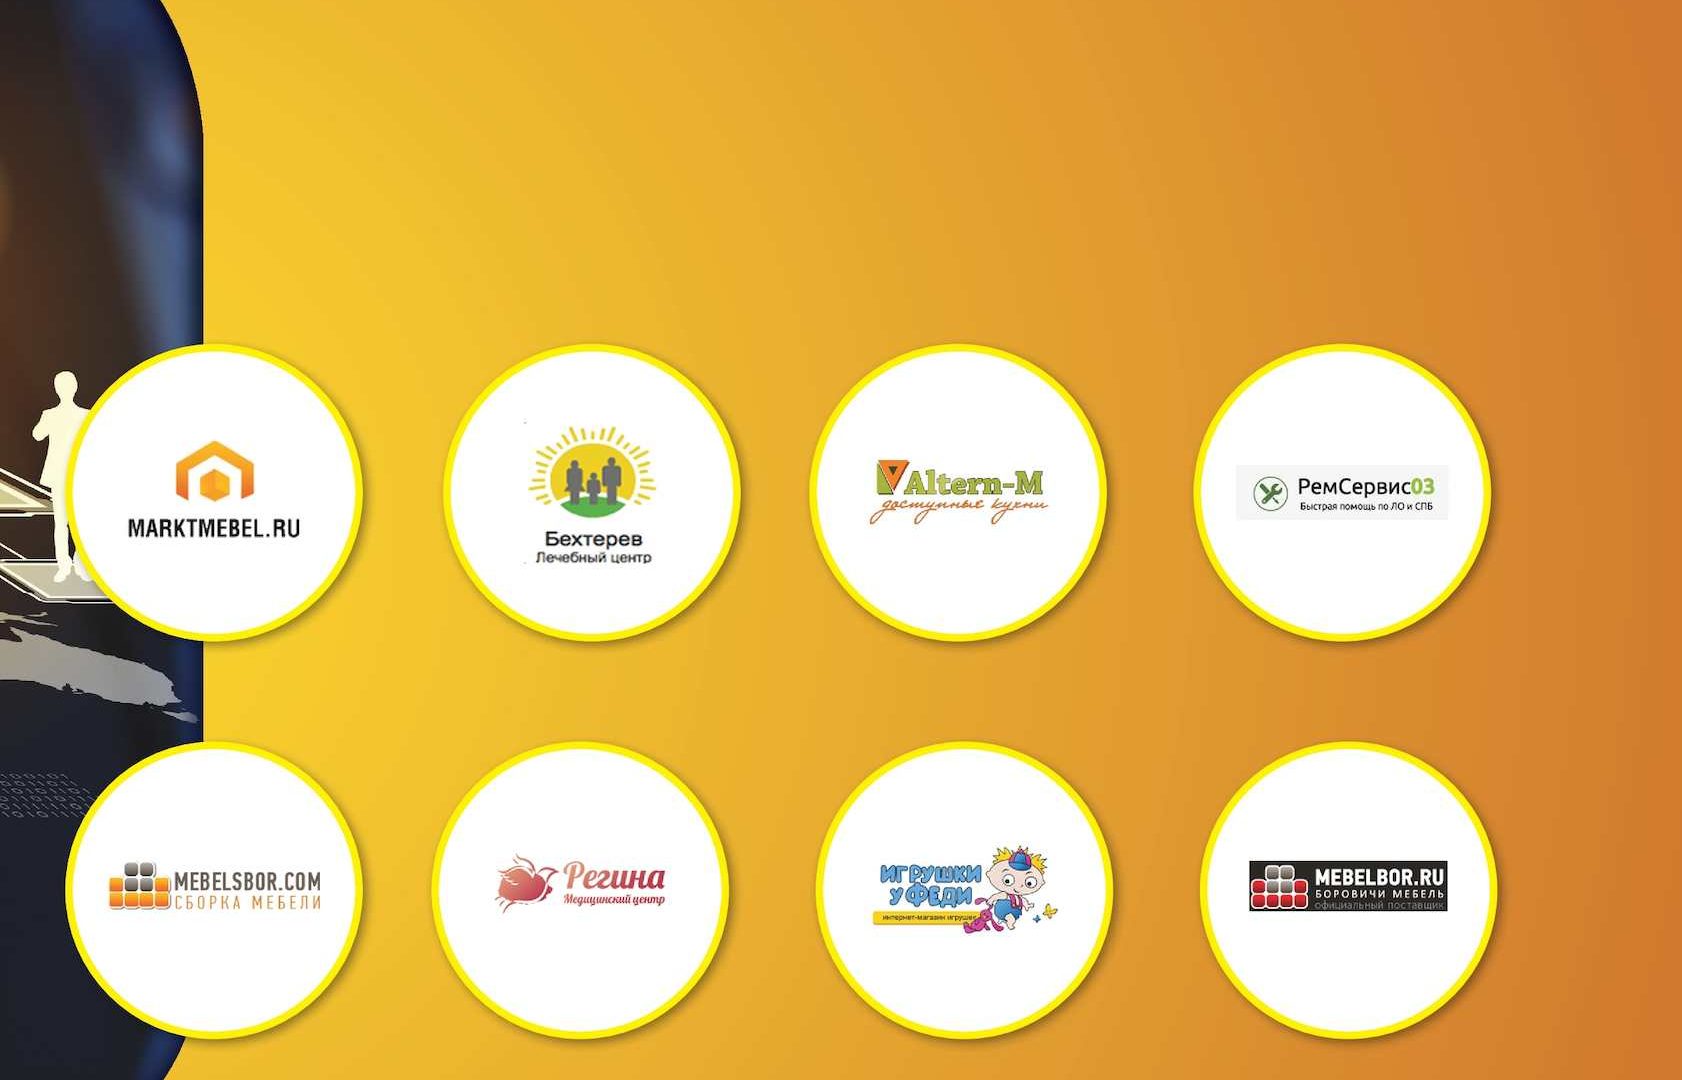 MARKTMEBEL.RU
Бехтерев
Лечебный центр
Altern-M
доступные кухни
РемСервис03
Быстрая помощь по ЛО и СПБ
MEBELSBOR.COM
СБОРКА МЕБЕЛИ
Регина
Медицинский центр
ИГРУШКИ
У ФЕДИ
интернет-магазин игрушек
MEBELBOR.RU
БОРОВИЧИ МЕБЕЛЬ
официальный поставщик